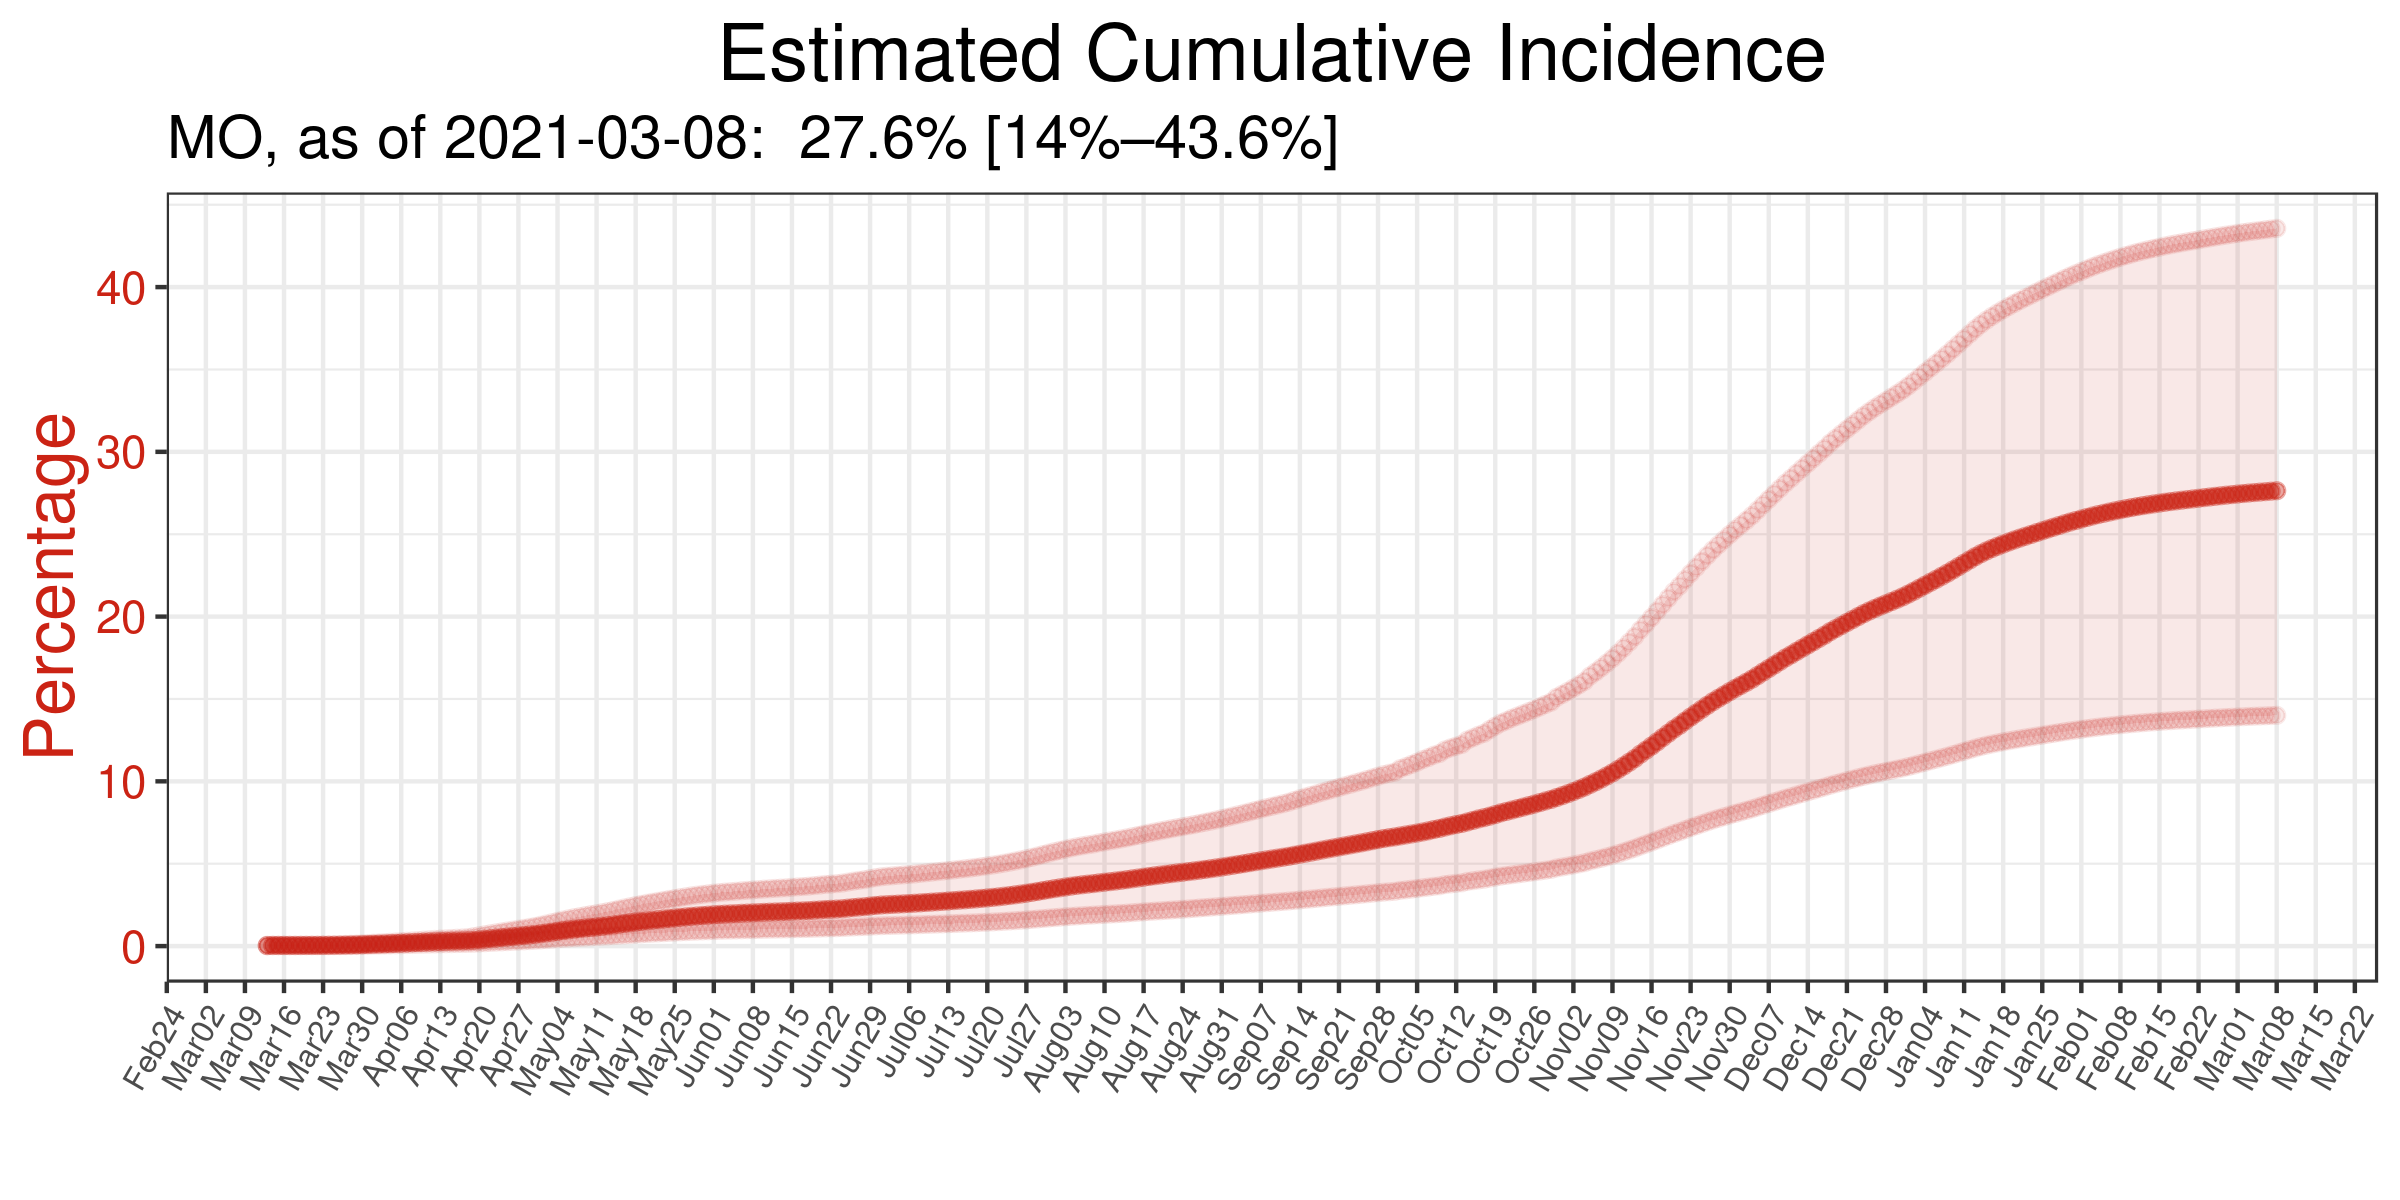 Estimated Cumulative Incidence
MO, as of 2021-03-08:  27.6% [14%–43.6%]
Percentage
40
30
20
10
0
Feb24
Mar02
Mar09
Mar16
Mar23
Mar30
Apr06
Apr13
Apr20
Apr27
May04
May11
May18
May25
Jun01
Jun08
Jun15
Jun22
Jun29
Jul06
Jul13
Jul20
Jul27
Aug03
Aug10
Aug17
Aug24
Aug31
Sep07
Sep14
Sep21
Sep28
Oct05
Oct12
Oct19
Oct26
Nov02
Nov09
Nov16
Nov23
Nov30
Dec07
Dec14
Dec21
Dec28
Jan04
Jan11
Jan18
Jan25
Feb01
Feb08
Feb15
Feb22
Mar01
Mar08
Mar15
Mar22